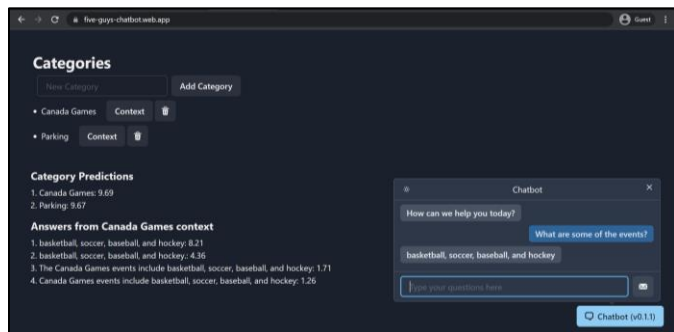 five-guys-chatbot.web.app
Guest
Categories
New Category
Add Category
• Canada Games
Context
• Parking
Context
Category Predictions
1. Canada Games: 9.69
2. Parking: 9.67
Answers from Canada Games context
1. basketball, soccer, baseball, and hockey: 8.21
2. basketball, soccer, baseball, and hockey.: 4.36
3. The Canada Games events include basketball, soccer, baseball, and hockey: 1.71
4. Canada Games events include basketball, soccer, baseball, and hockey: 1.26
Chatbot
How can we help you today?
What are some of the events?
basketball, soccer, baseball, and hockey
Type your questions here
Chatbot (v0.1.1)